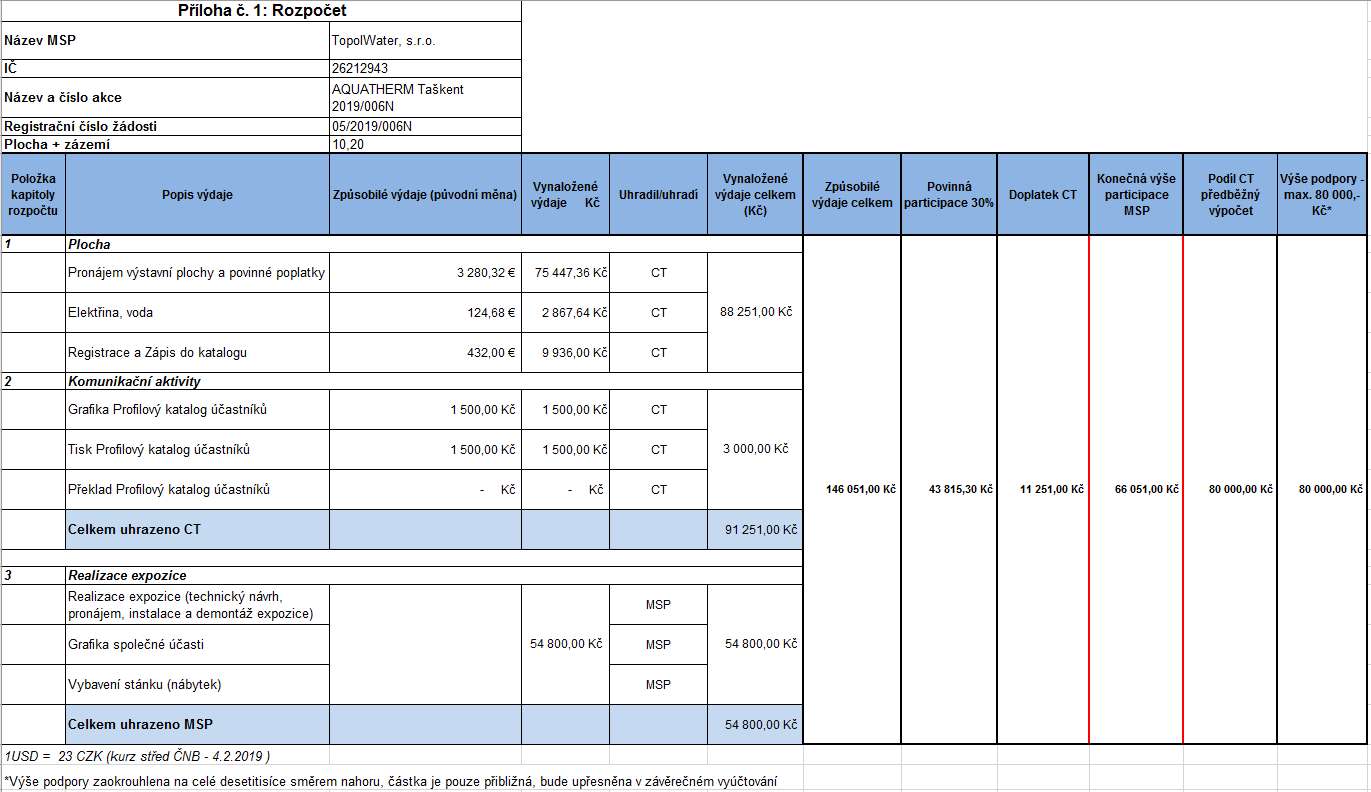 Příloha č. 1: Rozpočet
Název MSP TopolWater, s.r.o.
IČ 26212943
Název a číslo akce AQUATHERM Taškent
2019/006N
Registrační číslo žádosti 05/2019/006N
Plocha + zázemí 10,20
Položka kapitoly rozpočtu Popis výdaje Způsobilé výdaje (původní měna) Vynaložené výdaje Kč Uhradil/uhradí Vynaložené výdaje celkem (Kč) Způsobilé výdaje celkem Povinná participace 30% Doplatek CT Konečná výše participace MSP Podíl CT předběžný výpočet Výše podpory - max. 80 000,- Kč*
1 Plocha
Pronájem výstavní plochy a povinné poplatky 3 280,32 € 75 447,36 Kč CT
Elektřina, voda 124,68 € 2 867,64 Kč CT 88 251,00 Kč
Registrace a Zápis do katalogu 432,00 € 9 936,00 Kč CT
2 Komunikační aktivity
Grafika Profilový katalog účastníků 1 500,00 Kč 1 500,00 Kč CT
Tisk Profilový katalog účastníků 1 500,00 Kč 1 500,00 Kč CT 3 000,00 Kč
Překlad Profilový katalog účastníků - Kč - Kč CT 146 051,00 Kč 43 815,30 Kč 11 251,00 Kč 66 051,00 Kč 80 000,00 Kč 80 000,00 Kč
Celkem uhrazeno CT 91 251,00 Kč
3 Realizace expozice
Realizace expozice (technický návrh,
pronájem, instalace a demontáž expozice) MSP
Grafika společné účasti 54 800,00 Kč MSP 54 800,00 Kč
Vybavení stánku (nábytek) MSP
Celkem uhrazeno MSP 54 800,00 Kč
1USD = 23 CZK (kurz střed ČNB - 4.2.2019 )
*Výše podpory zaokrouhlena na celé desetitisíce směrem nahoru, částka je pouze přibližná, bude upřesněna v závěrečném vyúčtování